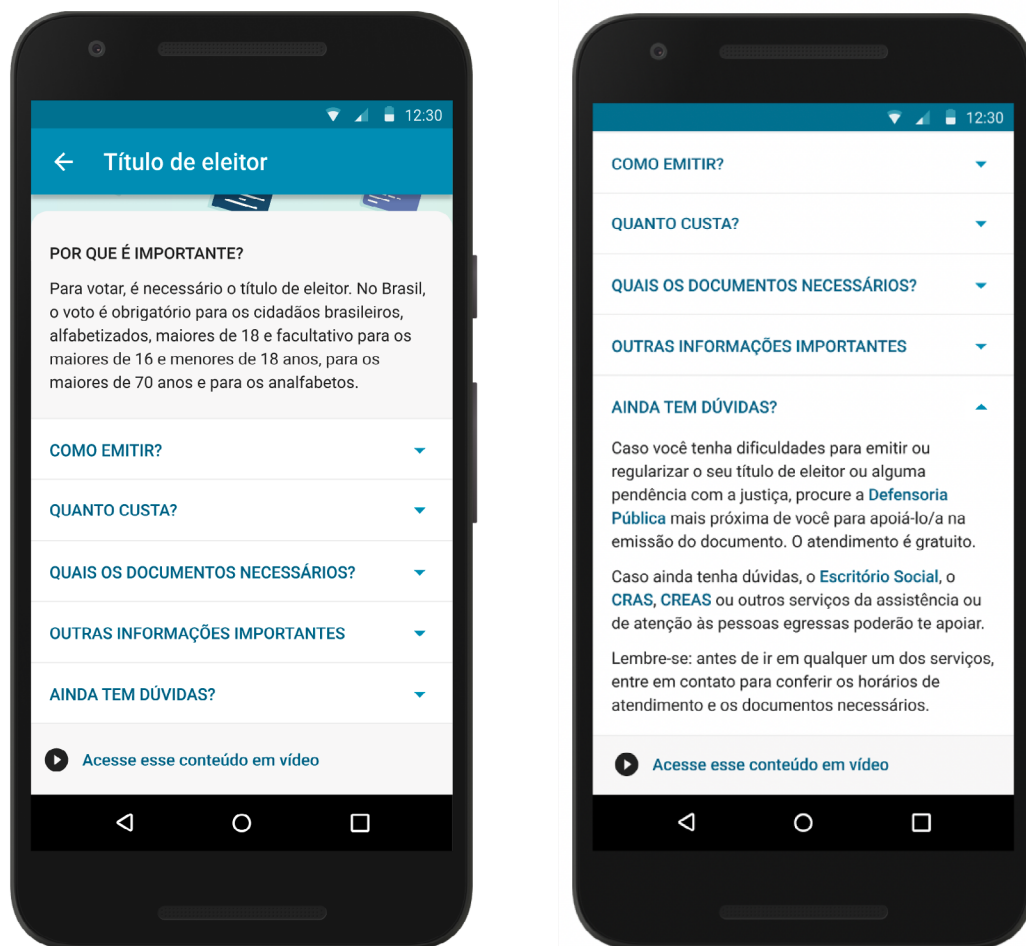 12:30
Título de eleitor
POR QUE É IMPORTANTE?
Para votar, é necessário o título de eleitor. No Brasil,
o voto é obrigatório para os cidadãos brasileiros,
alfabetizados, maiores de 18 e facultativo para os
maiores de 16 e menores de 18 anos, para os
maiores de 70 anos e para os analfabetos.
COMO EMITIR?
QUANTO CUSTA?
QUAIS OS DOCUMENTOS NECESSÁRIOS?
OUTRAS INFORMAÇÕES IMPORTANTES
AINDA TEM DÚVIDAS?
Acesse esse conteúdo em vídeo
12:30
COMO EMITIR?
QUANTO CUSTA?
QUAIS OS DOCUMENTOS NECESSÁRIOS?
OUTRAS INFORMAÇÕES IMPORTANTES
AINDA TEM DÚVIDAS?
Caso você tenha dificuldades para emitir ou
regularizar o seu título de eleitor ou alguma
pendência com a justiça, procure a Defensoria
Pública mais próxima de você para apoiá-lo/a na
emissão do documento. O atendimento é gratuito.
Caso ainda tenha dúvidas, o Escritório Social, o
CRAS, CREAS ou outros serviços da assistência ou
de atenção às pessoas egressas poderão te apoiar.
Lembre-se: antes de ir em qualquer um dos serviços,
entre em contato para conferir os horários de
atendimento e os documentos necessários.
Acesse esse conteúdo em vídeo